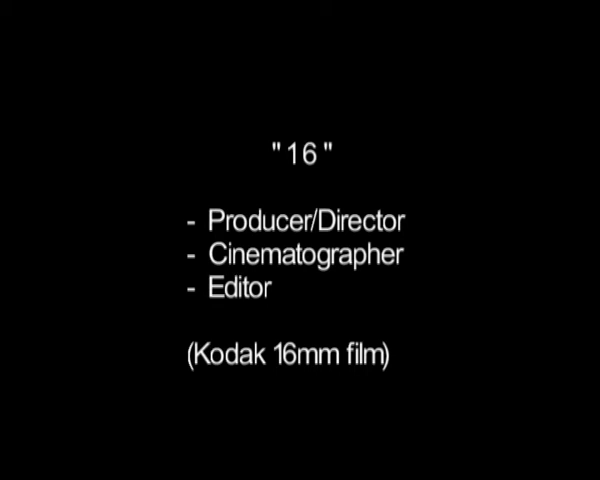 "16"
- Producer/Director
- Cinematographer
- Editor
(Kodak 16mm film)